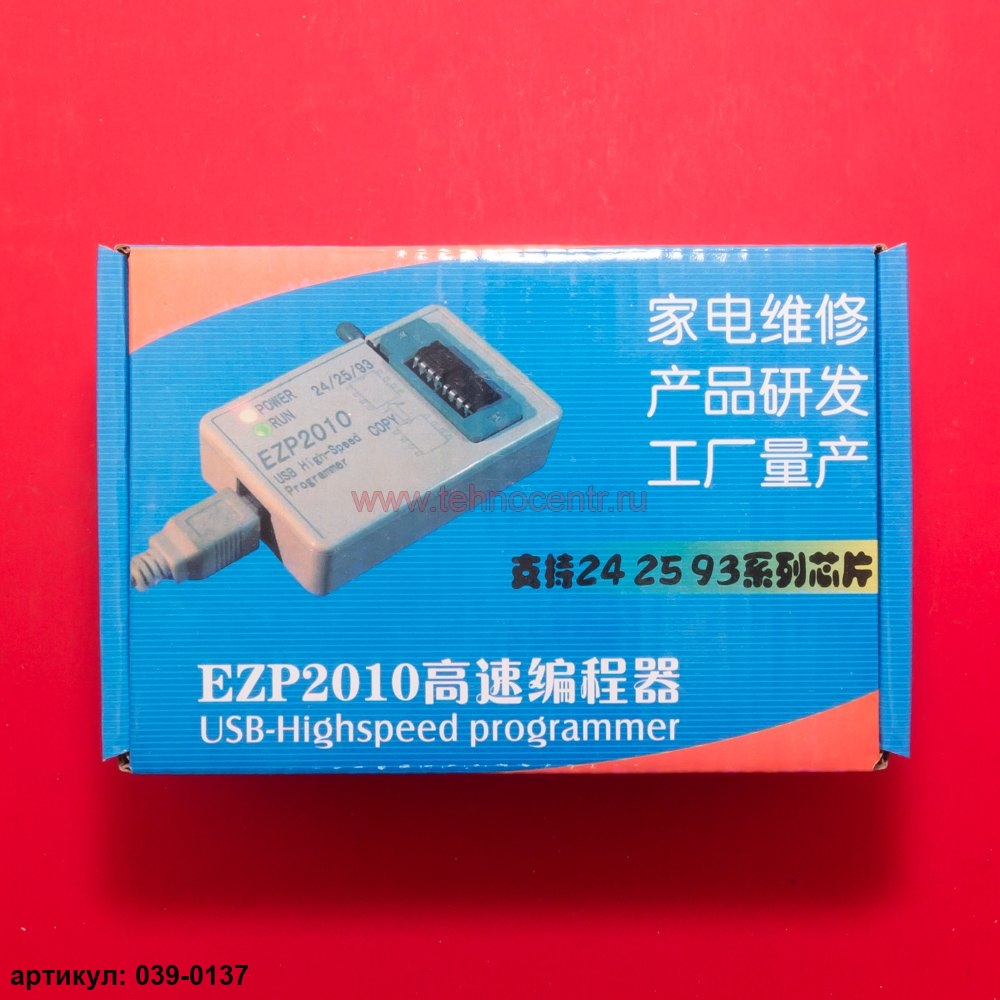 家电维修
产品研发
工厂量产
POWER 24/25/93
RUN
EZP2010 COPY
USB High-Speed
Programmer
www.tehnocentr.ru
支持24 25 93系列芯片
EZP2010高速编程器
USB-Highspeed programmer
артикул: 039-0137